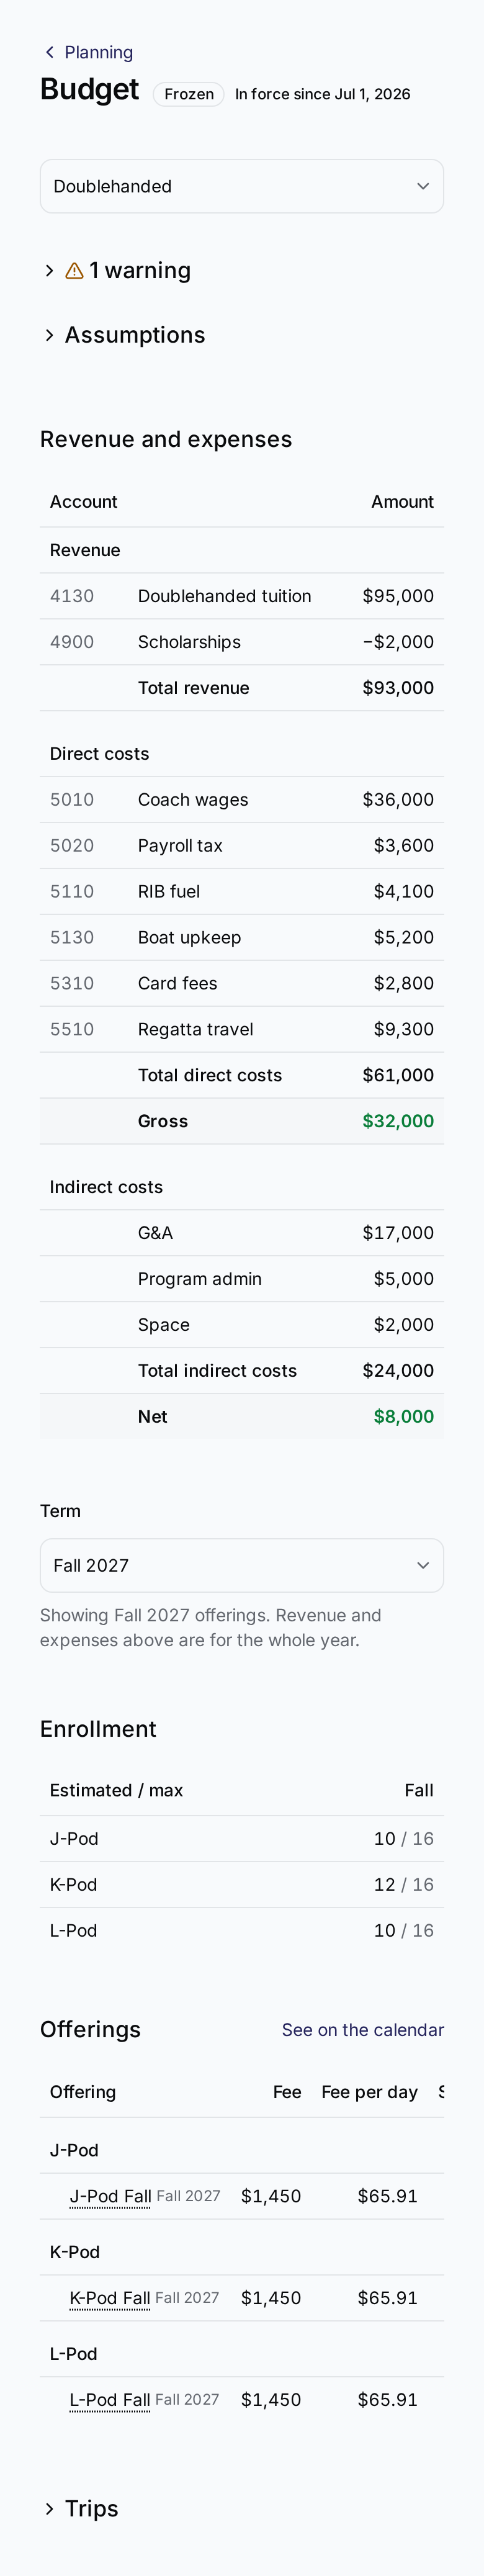 Planning
Budget Frozen In force since Jul 1, 2026
Doublehanded
1 warning
Assumptions
Revenue and expenses
Account Amount
Revenue
4130 Doublehanded tuition $95,000
4900 Scholarships −$2,000
Total revenue $93,000
Direct costs
5010 Coach wages $36,000
5020 Payroll tax $3,600
5110 RIB fuel $4,100
5130 Boat upkeep $5,200
5310 Card fees $2,800
5510 Regatta travel $9,300
Total direct costs $61,000
Gross $32,000
Indirect costs
G&A $17,000
Program admin $5,000
Space $2,000
Total indirect costs $24,000
Net $8,000
Term
Fall 2027
Showing Fall 2027 offerings. Revenue and
expenses above are for the whole year.
Enrollment
Estimated / max Fall
J-Pod 10 / 16
K-Pod 12 / 16
L-Pod 10 / 16
Offerings See on the calendar
Offering Fee Fee per day
J-Pod
J-Pod Fall Fall 2027 $1,450 $65.91
K-Pod
K-Pod Fall Fall 2027 $1,450 $65.91
L-Pod
L-Pod Fall Fall 2027 $1,450 $65.91
Trips